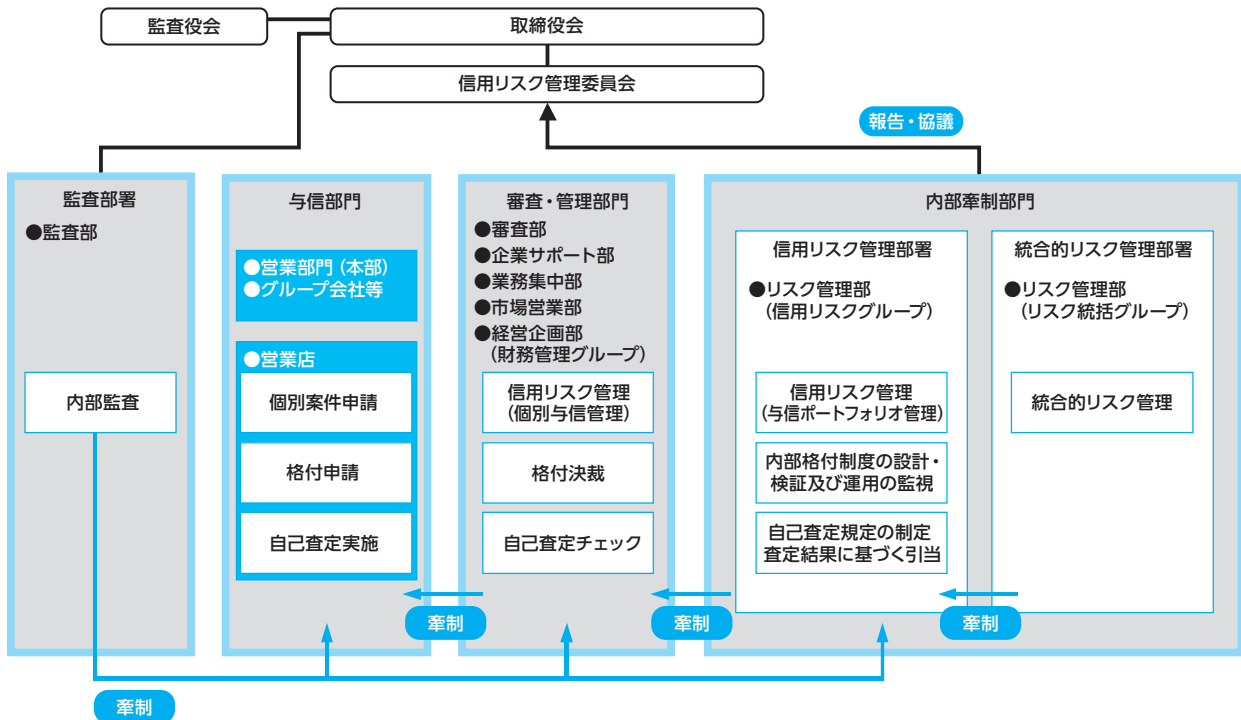 監査役会
取締役会
信用リスク管理委員会
報告・協議
監査部署
●監査部
内部監査
与信部門
●営業部門（本部）
●グループ会社等
●営業店
個別案件申請
格付申請
自己査定実施
審査・管理部門
●審査部
●企業サポート部
●業務集中部
●市場営業部
●経営企画部
（財務管理グループ）
信用リスク管理
（個別与信管理）
格付決裁
自己査定チェック
内部牽制部門
信用リスク管理部署
●リスク管理部
（信用リスクグループ）
信用リスク管理
（与信ポートフォリオ管理）
内部格付制度の設計・
検証及び運用の監視
自己査定規定の制定
査定結果に基づく引当
統合的リスク管理部署
●リスク管理部
（リスク統括グループ）
統合的リスク管理
牽制
牽制
牽制
牽制